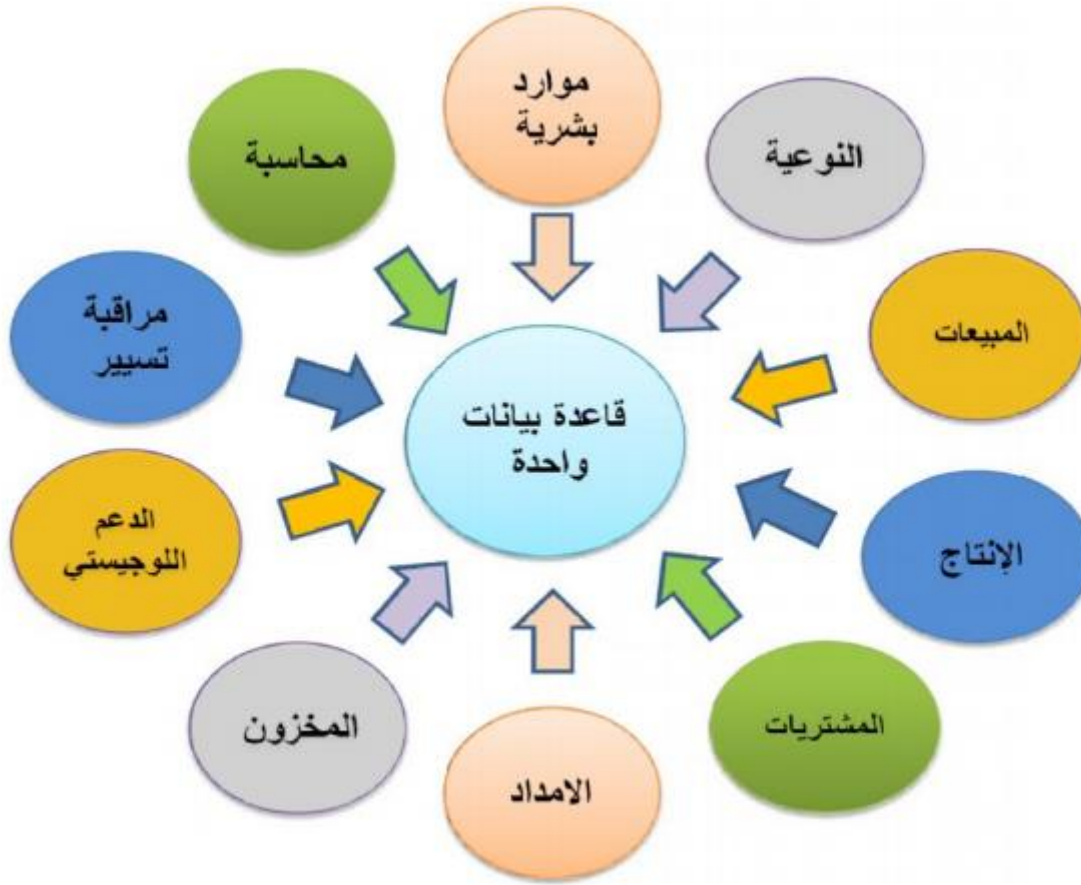 موارد
بشرية
النوعية
محاسبة
المبيعات
مراقبة
تسيير
قاعدة بيانات
واحدة
الإنتاج
الدعم
اللوجيستي
المشتريات
المخزون
الامداد